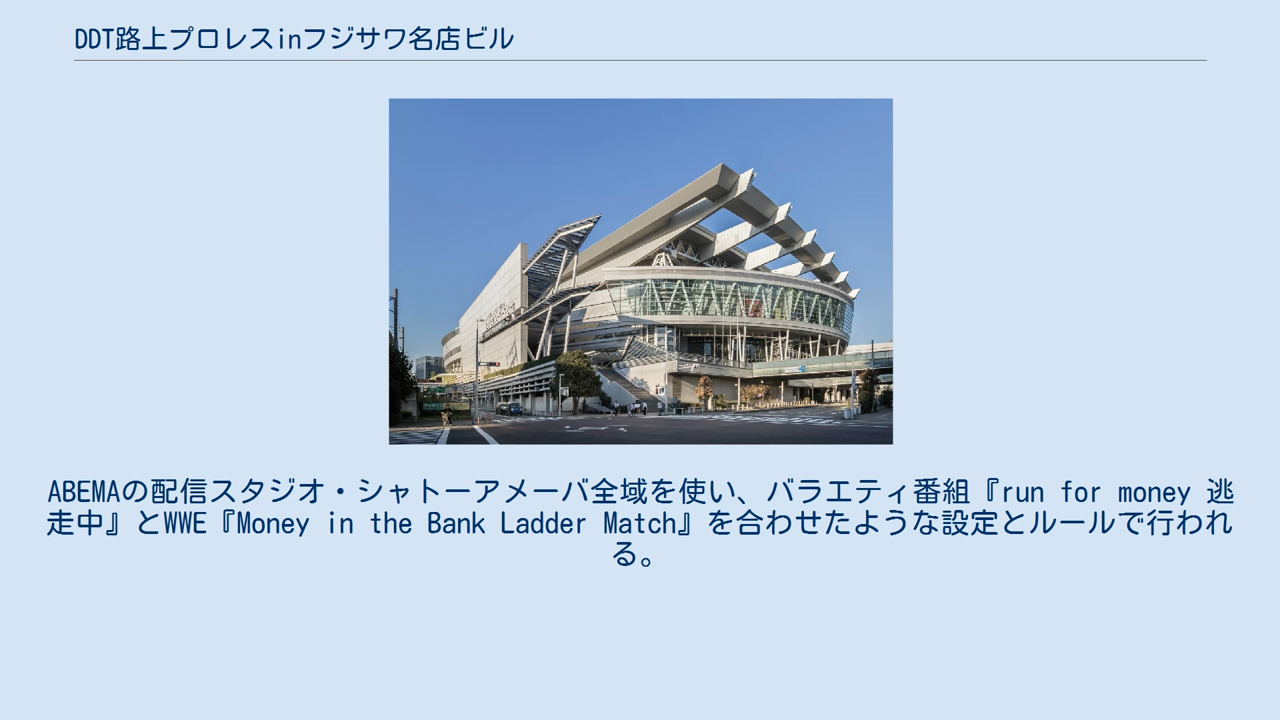 DDT路上プロレスinフジサワ名店ビル
ABEMAの配信スタジオ・シャトーアメーバ全域を使い、バラエティ番組『run for money 逃
走中』とWWE『Money in the Bank Ladder Match』を合わせたような設定とルールで行われ
る。